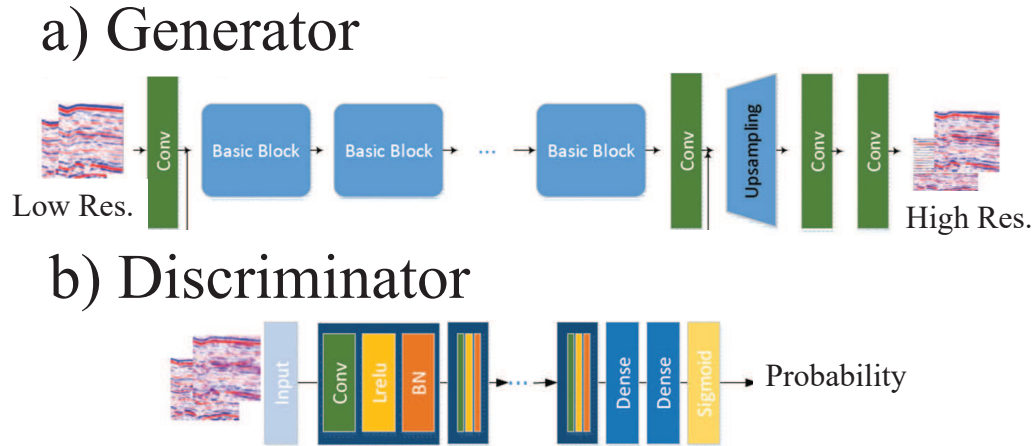 a) Generator
Conv
Basic Block
Basic Block
...
Basic Block
Conv
Upsampling
Conv
Conv
Low Res.
High Res.
b) Discriminator
Input
Conv
Lrelu
BN
...
Dense
Dense
Sigmoid
Probability